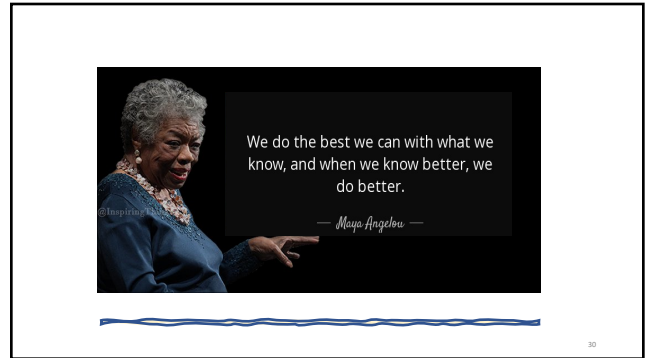 We do the best we can with what we
know, and when we know better, we
do better.
— Maya Angelou —
30